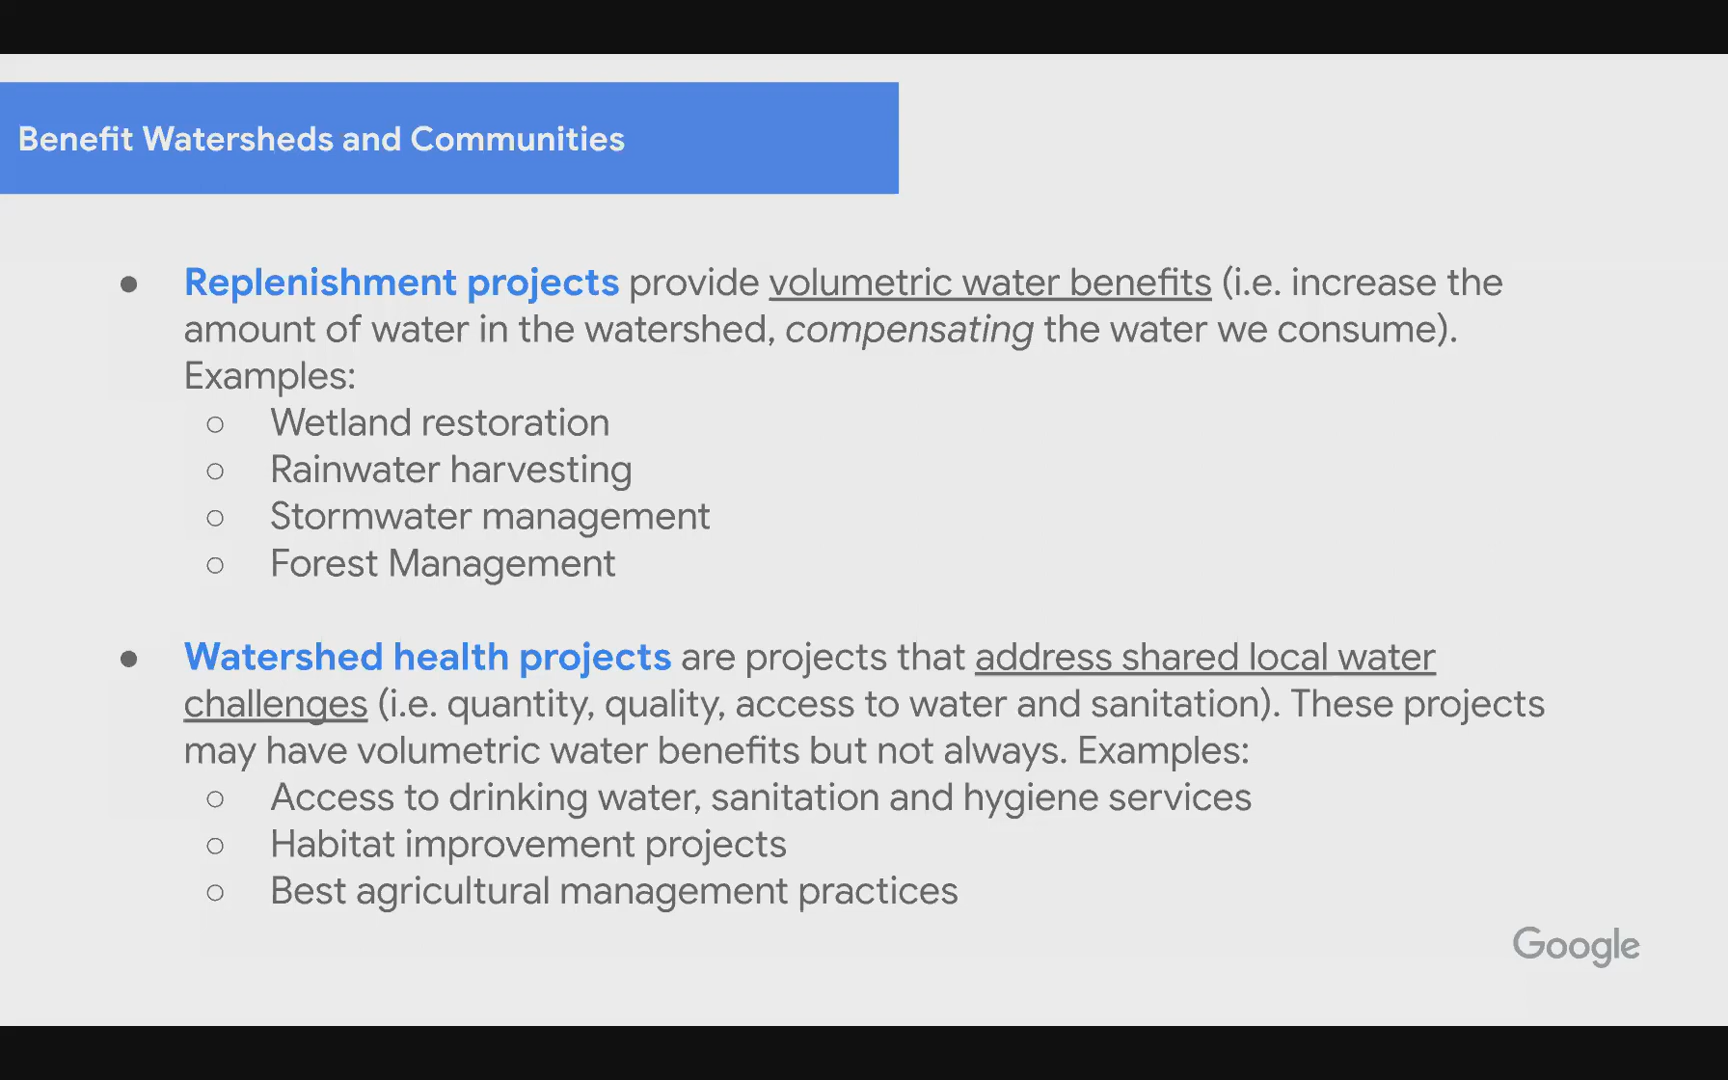 Benefit Watersheds and Communities
● Replenishment projects provide volumetric water benefits (i.e. increase the
amount of water in the watershed, compensating the water we consume).
Examples:
○ Wetland restoration
○ Rainwater harvesting
○ Stormwater management
○ Forest Management
● Watershed health projects are projects that address shared local water
challenges (i.e. quantity, quality, access to water and sanitation). These projects
may have volumetric water benefits but not always. Examples:
○ Access to drinking water, sanitation and hygiene services
○ Habitat improvement projects
○ Best agricultural management practices
Google